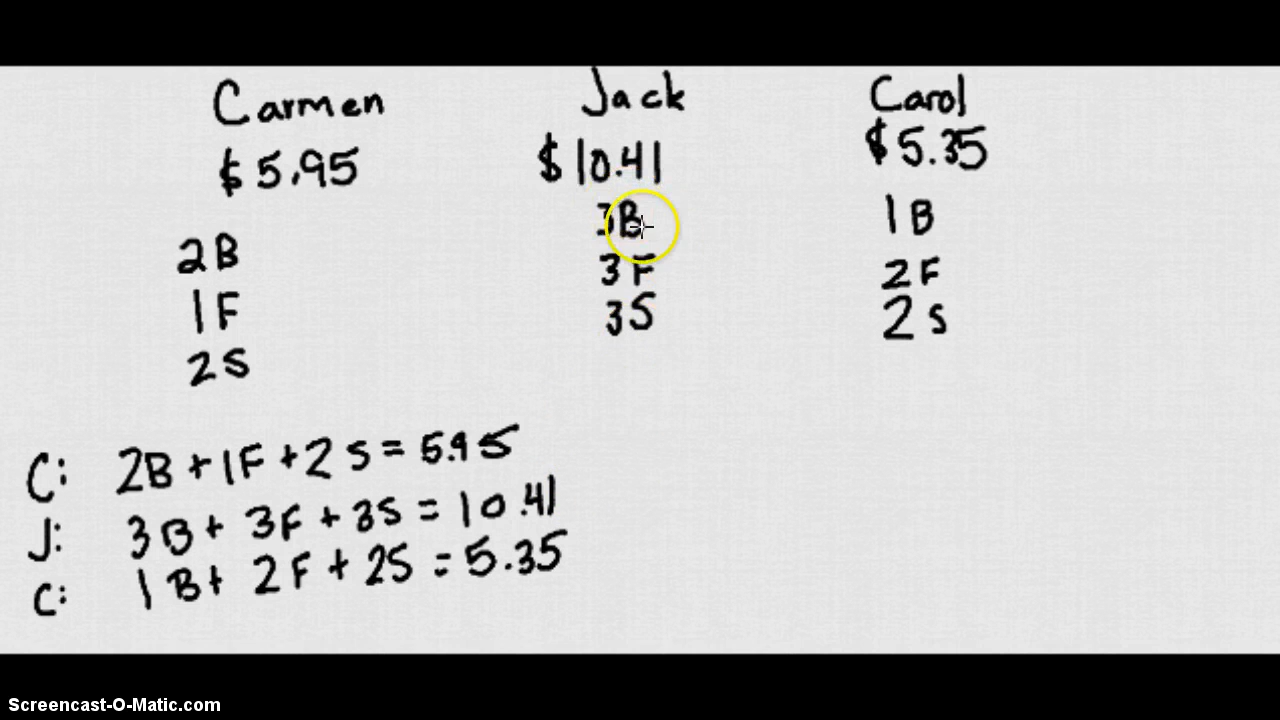 Carmen
$5.95
2B
1F
2S
Jack
$10.41
3B
3F
3S
Carol
$5.35
1B
2F
2S
C: 2B + 1F + 2S = 5.95
J: 3B + 3F + 3S = 10.41
C: 1B + 2F + 2S = 5.35
Screencast-O-Matic.com